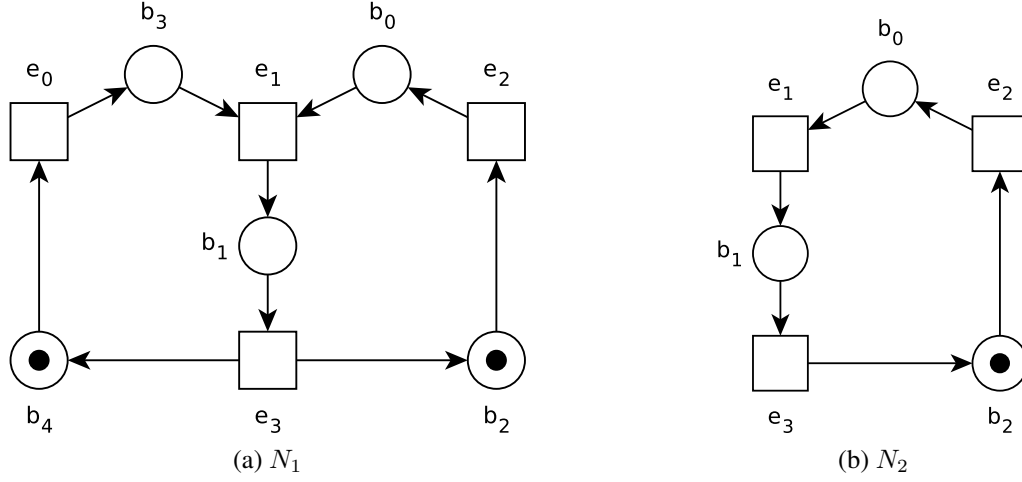 b₃ b₀
b₀
e₀ e₁ e₂
e₁ e₂
b₁
b₁
b₄ e₃ b₂
e₃ b₂
(a) N₁
(b) N₂